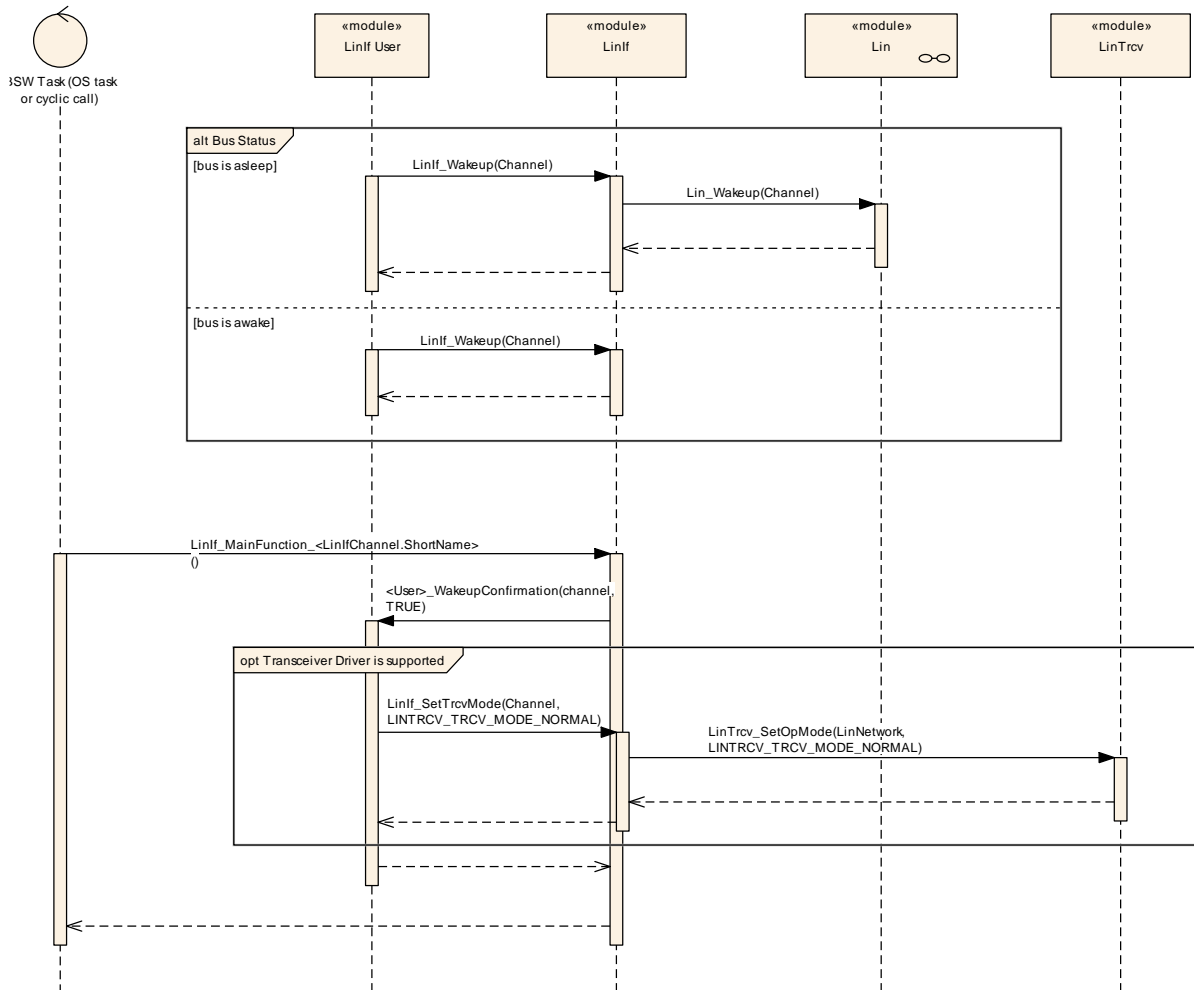 «module»
LinIf User
«module»
LinIf
«module»
Lin
«module»
LinTrcv
Task (OS task
or cyclic call)
alt Bus Status
[bus is asleep]
LinIf_Wakeup(Channel)
Lin_Wakeup(Channel)
[bus is awake]
LinIf_Wakeup(Channel)
LinIf_MainFunction_<LinIfChannel.ShortName>
()
<User>_WakeupConfirmation(channel,
TRUE)
opt Transceiver Driver is supported
LinIf_SetTrcvMode(Channel,
LINTRCV_TRCV_MODE_NORMAL)
LinTrcv_SetOpMode(LinNetwork,
LINTRCV_TRCV_MODE_NORMAL)